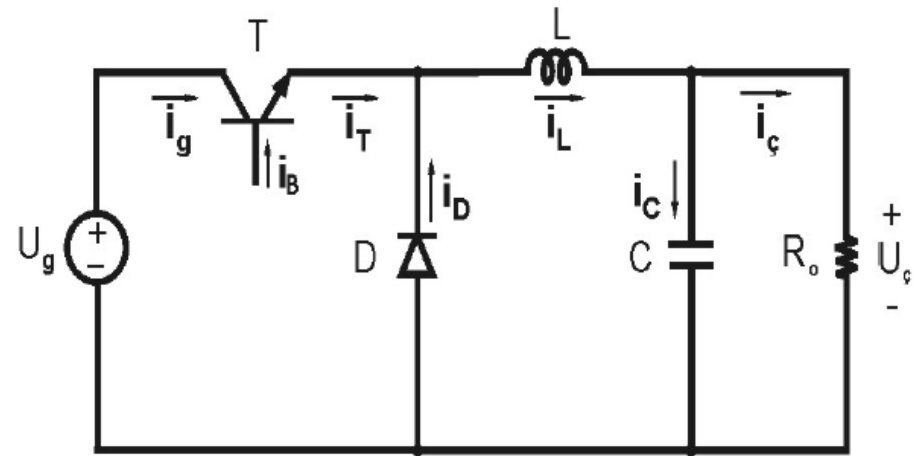 T
L
i_g
i_T
i_L
i_ç
i_B
i_D
i_C
+
U_g
+
-
D
C
R_o
U_ç
-